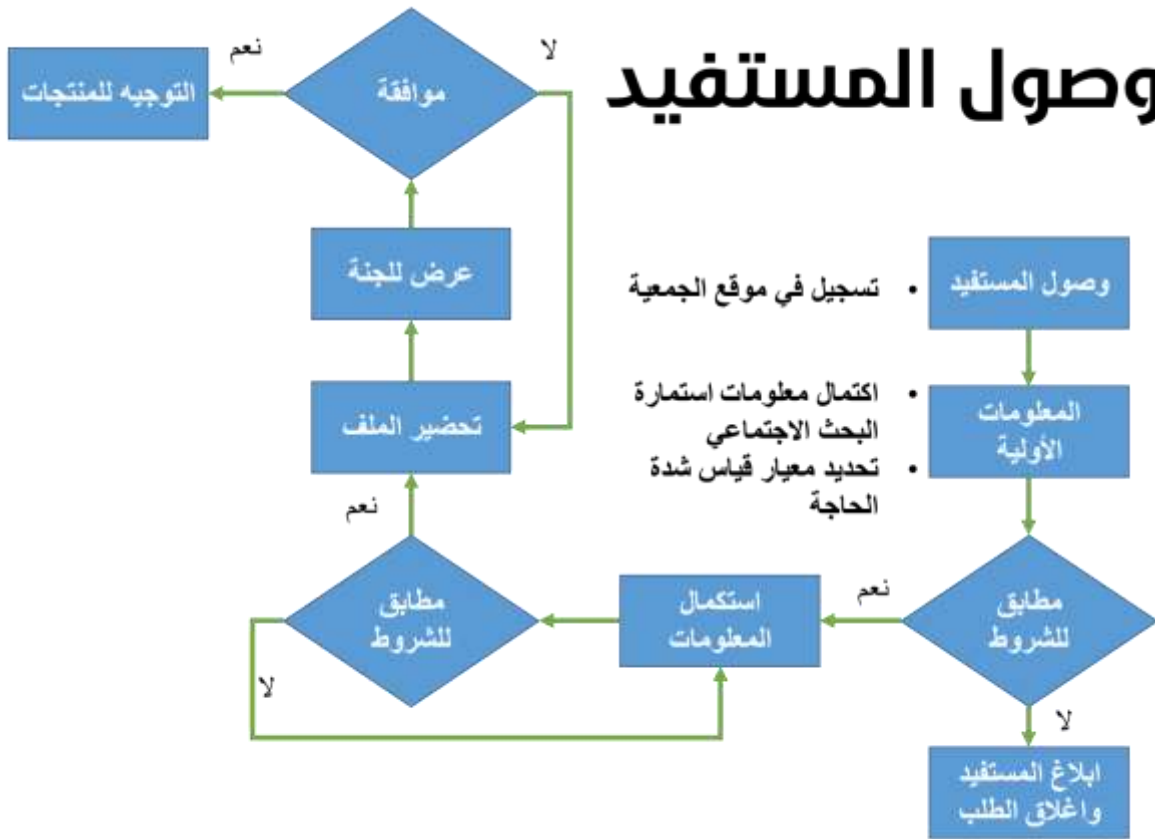 وصول المستفيد
وصول المستفيد
• تسجيل في موقع الجمعية
المعلومات
الأولية
• اكتمال معلومات استمارة
البحث الاجتماعي
• تحديد معيار قياس شدة
الحاجة
مطابق
للشروط
لا
ابلاغ المستفيد
واغلاق الطلب
نعم
استكمال
المعلومات
مطابق
للشروط
لا
نعم
تحضير الملف
عرض للجنة
موافقة
لا
نعم
التوجيه للمنتجات